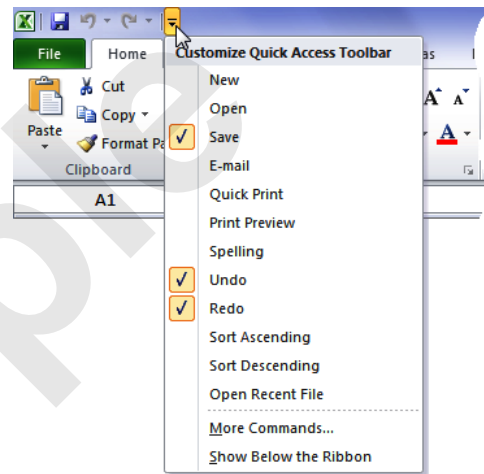 File
Home
Customize Quick Access Toolbar
as
Cut
Copy
Format Pa
Paste
Clipboard
A1
New
Open
Save
E-mail
Quick Print
Print Preview
Spelling
Undo
Redo
Sort Ascending
Sort Descending
Open Recent File
More Commands...
Show Below the Ribbon
A A
A